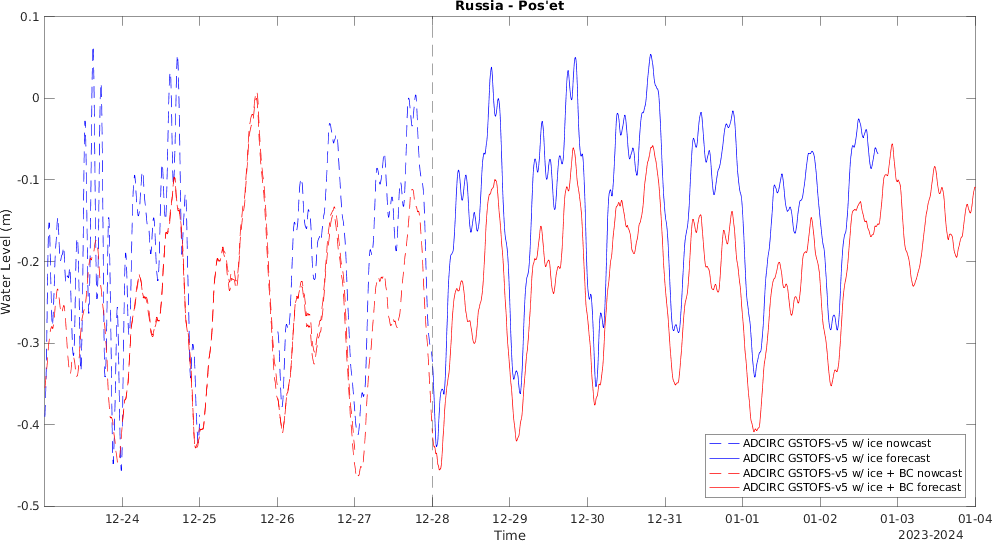 Russia - Pos'et
Water Level (m)
0.1
0
-0.1
-0.2
-0.3
-0.4
-0.5
12-24 12-25 12-26 12-27 12-28 12-29 12-30 12-31 01-01 01-02 01-03 01-04
Time
2023-2024
ADCIRC GSTOFS-v5 w/ ice nowcast
ADCIRC GSTOFS-v5 w/ ice forecast
ADCIRC GSTOFS-v5 w/ ice + BC nowcast
ADCIRC GSTOFS-v5 w/ ice + BC forecast